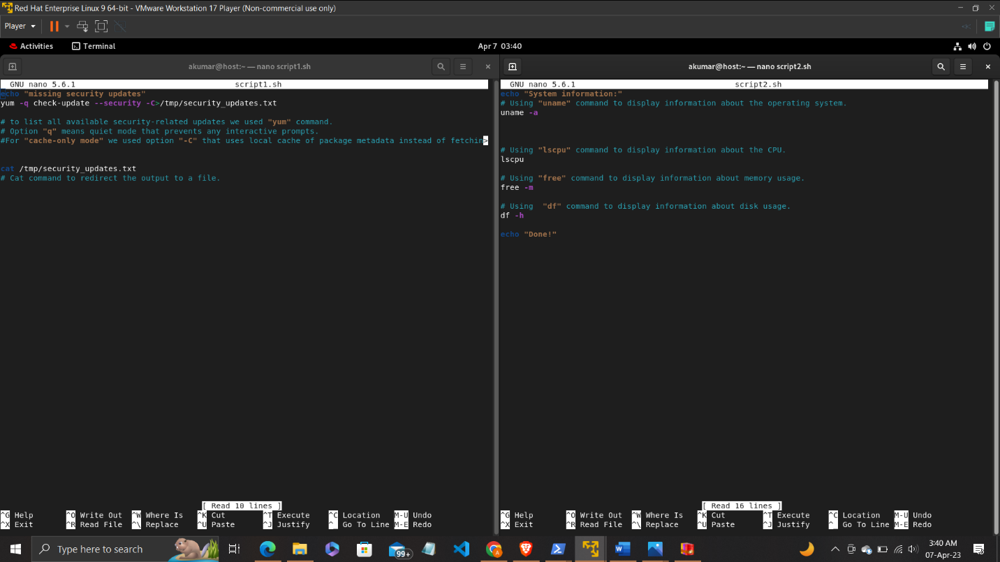 Red Hat Enterprise Linux 9 64-bit - VMware Workstation 17 Player (Non-commercial use only)
Player
Activities Terminal Apr 7 03:40
akumar@host:~ — nano script1.sh
GNU nano 5.6.1 script1.sh
echo "missing security updates"
yum -q check-update --security -C>/tmp/security_updates.txt
# to list all available security-related updates we used "yum" command.
# Option "q" means quiet mode that prevents any interactive prompts.
#For "cache-only mode" we used option "-C" that uses local cache of package metadata instead of fetchin>
cat /tmp/security_updates.txt
# Cat command to redirect the output to a file.
[ Read 10 lines ]
^G Help ^O Write Out ^W Where Is ^K Cut ^T Execute ^C Location M-U Undo
^X Exit ^R Read File ^\ Replace ^U Paste ^J Justify ^_ Go To Line M-E Redo
akumar@host:~ — nano script2.sh
GNU nano 5.6.1 script2.sh
echo "System information:"
# Using "uname" command to display information about the operating system.
uname -a
# Using "lscpu" command to display information about the CPU.
lscpu
# Using "free" command to display information about memory usage.
free -m
# Using  "df" command to display information about disk usage.
df -h
echo "Done!"
[ Read 16 lines ]
^G Help ^O Write Out ^W Where Is ^K Cut ^T Execute ^C Location M-U Undo
^X Exit ^R Read File ^\ Replace ^U Paste ^J Justify ^_ Go To Line M-E Redo
Type here to search
99+
3:40 AM
07-Apr-23